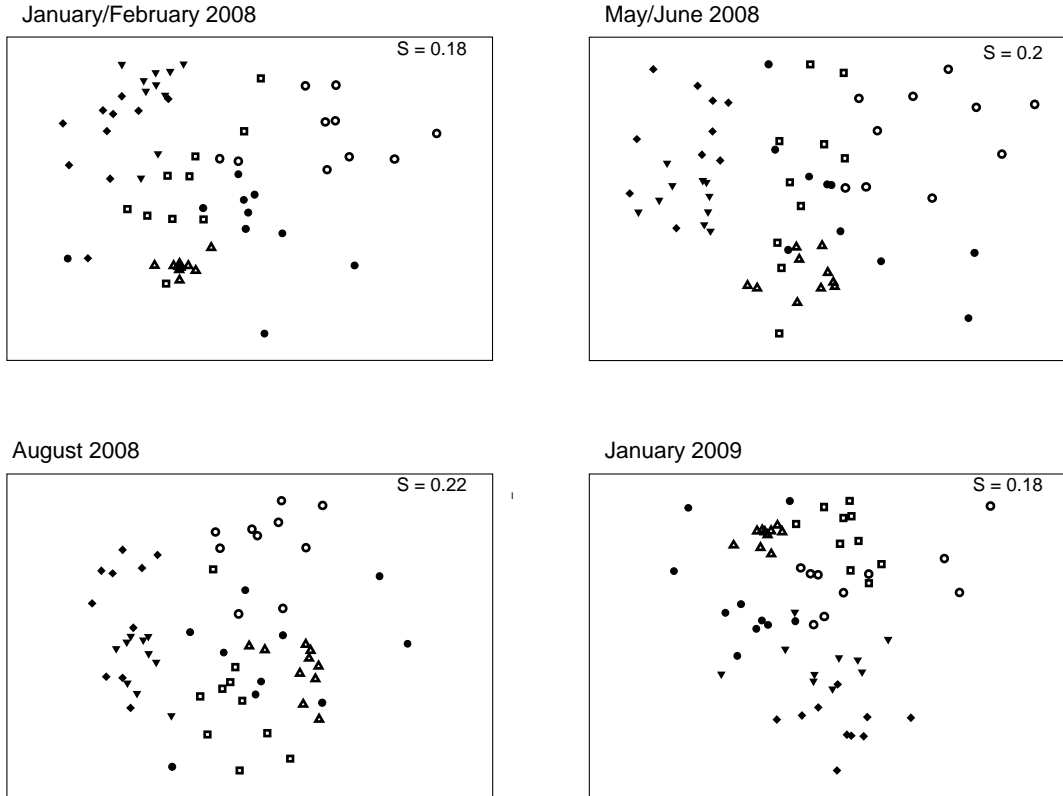 January/February 2008
S = 0.18
May/June 2008
S = 0.2
August 2008
S = 0.22
January 2009
S = 0.18